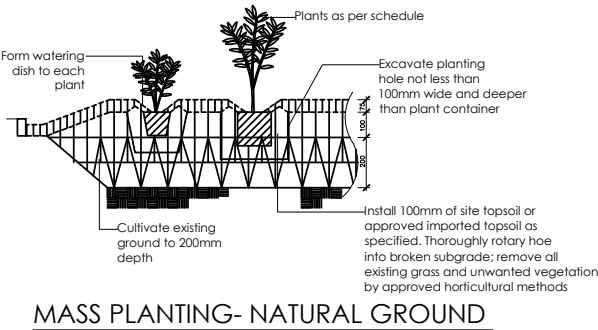 Plants as per schedule
Form watering
dish to each
plant
Excavate planting
hole not less than
100mm wide and deeper
than plant container
75
100
200
Cultivate existing
ground to 200mm
depth
Install 100mm of site topsoil or
approved imported topsoil as
specified. Thoroughly rotary hoe
into broken subgrade; remove all
existing grass and unwanted vegetation
by approved horticultural methods
MASS PLANTING- NATURAL GROUND